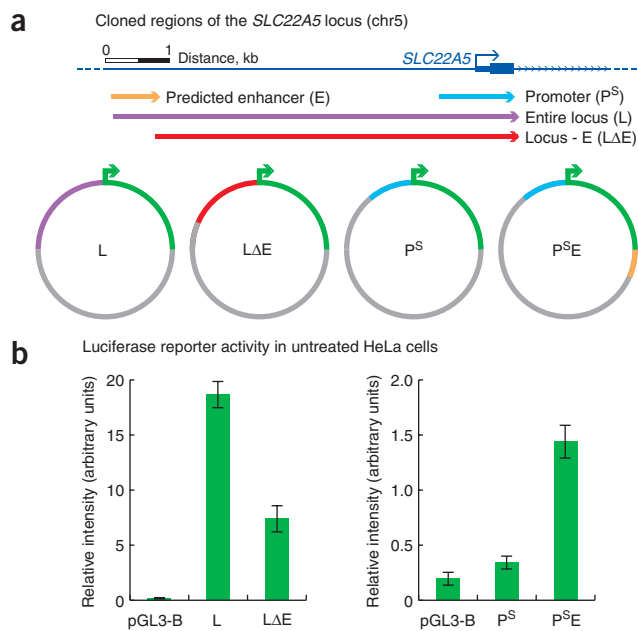 a
Cloned regions of the SLC22A5 locus (chr5)
0 1
Distance, kb
SLC22A5
Predicted enhancer (E)
Promoter (Pˢ)
Entire locus (L)
Locus - E (LΔE)
L
LΔE
Pˢ
PˢE
b
Luciferase reporter activity in untreated HeLa cells
Relative intensity (arbitrary units)
20
15
10
5
0
pGL3-B L LΔE
Relative intensity (arbitrary units)
2.0
1.5
1.0
0.5
0
pGL3-B Pˢ PˢE